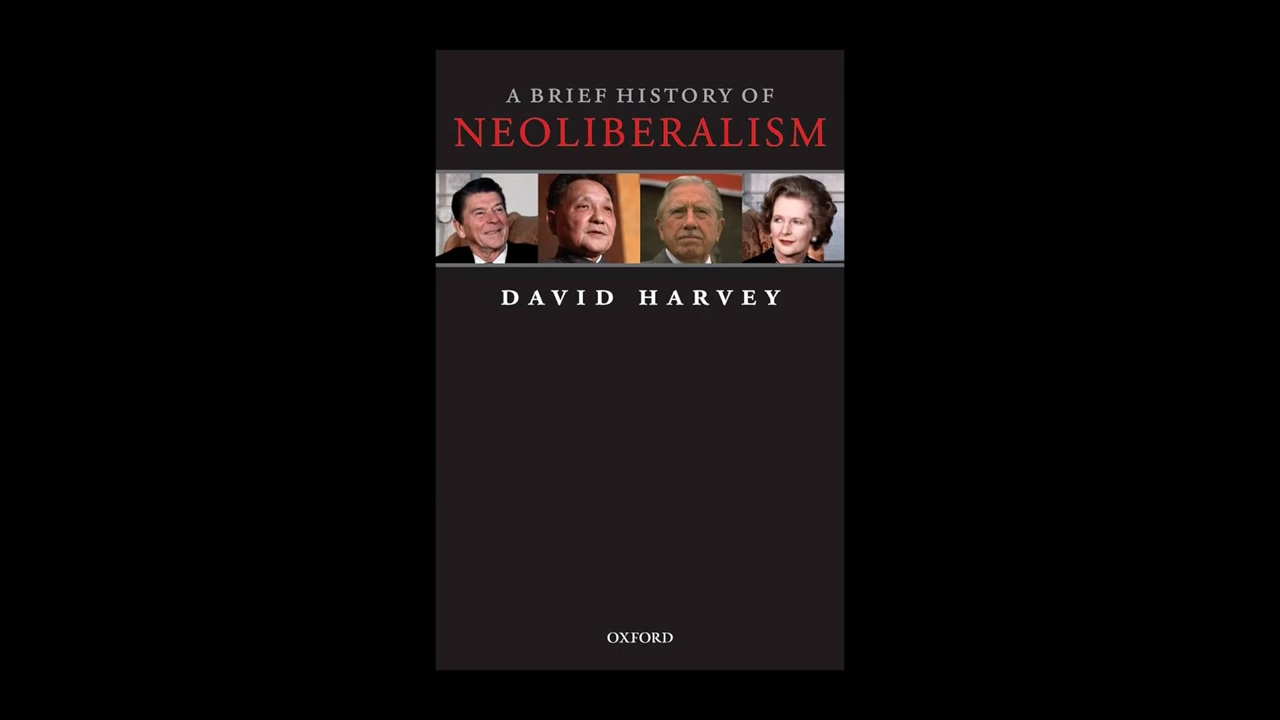 A BRIEF HISTORY OF
NEOLIBERALISM
DAVID HARVEY
OXFORD